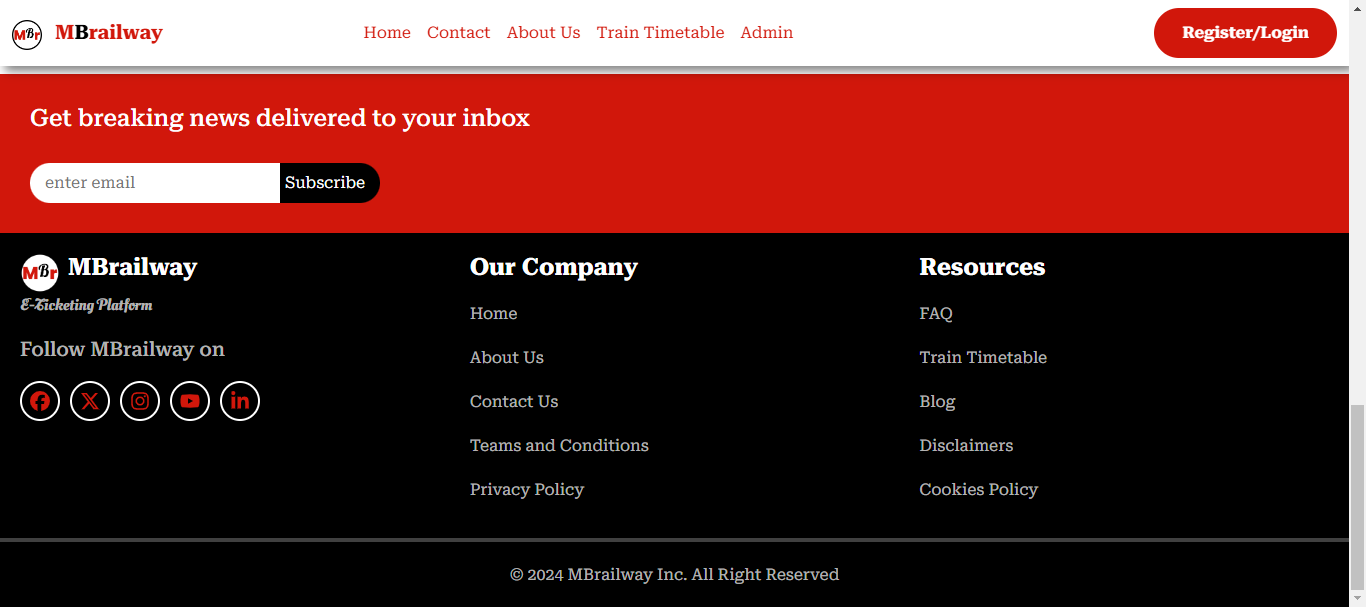 MBr MBrailway Home Contact About Us Train Timetable Admin Register/Login
Get breaking news delivered to your inbox
enter email Subscribe
MBr MBrailway
E-Ticketing Platform
Follow MBrailway on
Our Company
Home
About Us
Contact Us
Teams and Conditions
Privacy Policy
Resources
FAQ
Train Timetable
Blog
Disclaimers
Cookies Policy
© 2024 MBrailway Inc. All Right Reserved